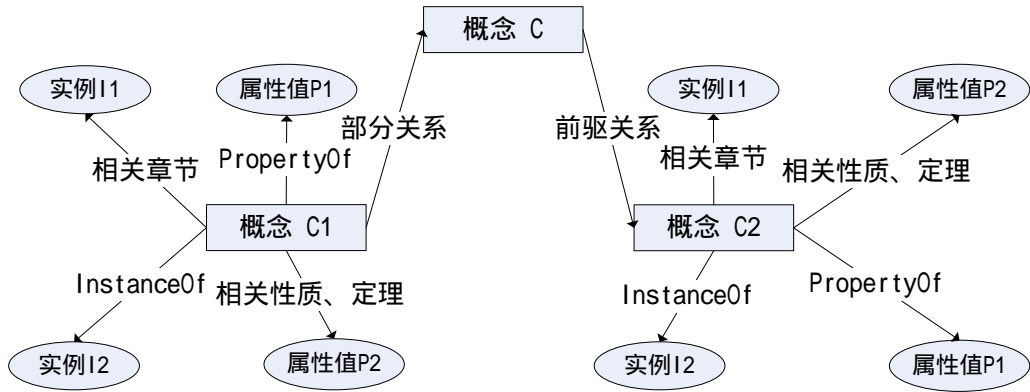 概念 C
实例I1
属性值P1
实例I1
属性值P2
部分关系
前驱关系
相关章节
PropertyOf
相关章节
相关性质、定理
概念 C1
概念 C2
InstanceOf
相关性质、定理
InstanceOf
PropertyOf
实例I2
属性值P2
实例I2
属性值P1